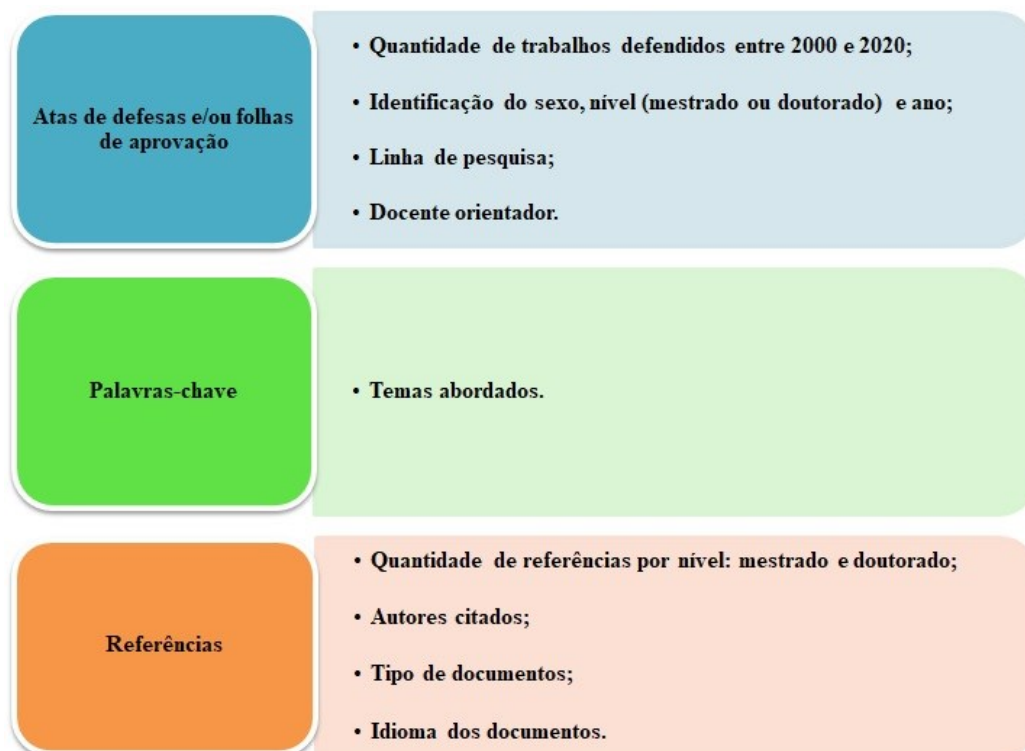 Atas de defesas e/ou folhas
de aprovação
• Quantidade de trabalhos defendidos entre 2000 e 2020;
• Identificação do sexo, nível (mestrado ou doutorado) e ano;
• Linha de pesquisa;
• Docente orientador.
Palavras-chave
• Temas abordados.
Referências
• Quantidade de referências por nível: mestrado e doutorado;
• Autores citados;
• Tipo de documentos;
• Idioma dos documentos.